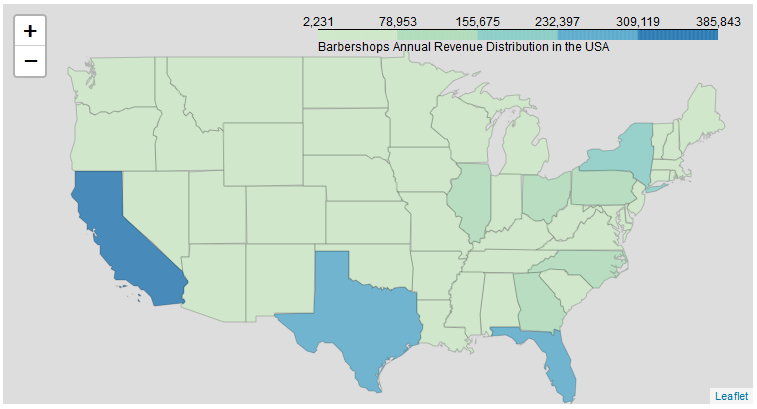 +
−
2,231 78,953 155,675 232,397 309,119 385,843
Barbershops Annual Revenue Distribution in the USA
Leaflet